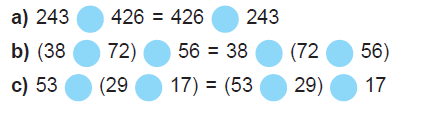 a) 243 426 = 426 243
b) (38 72) 56 = 38 (72 56)
c) 53 (29 17) = (53 29) 17